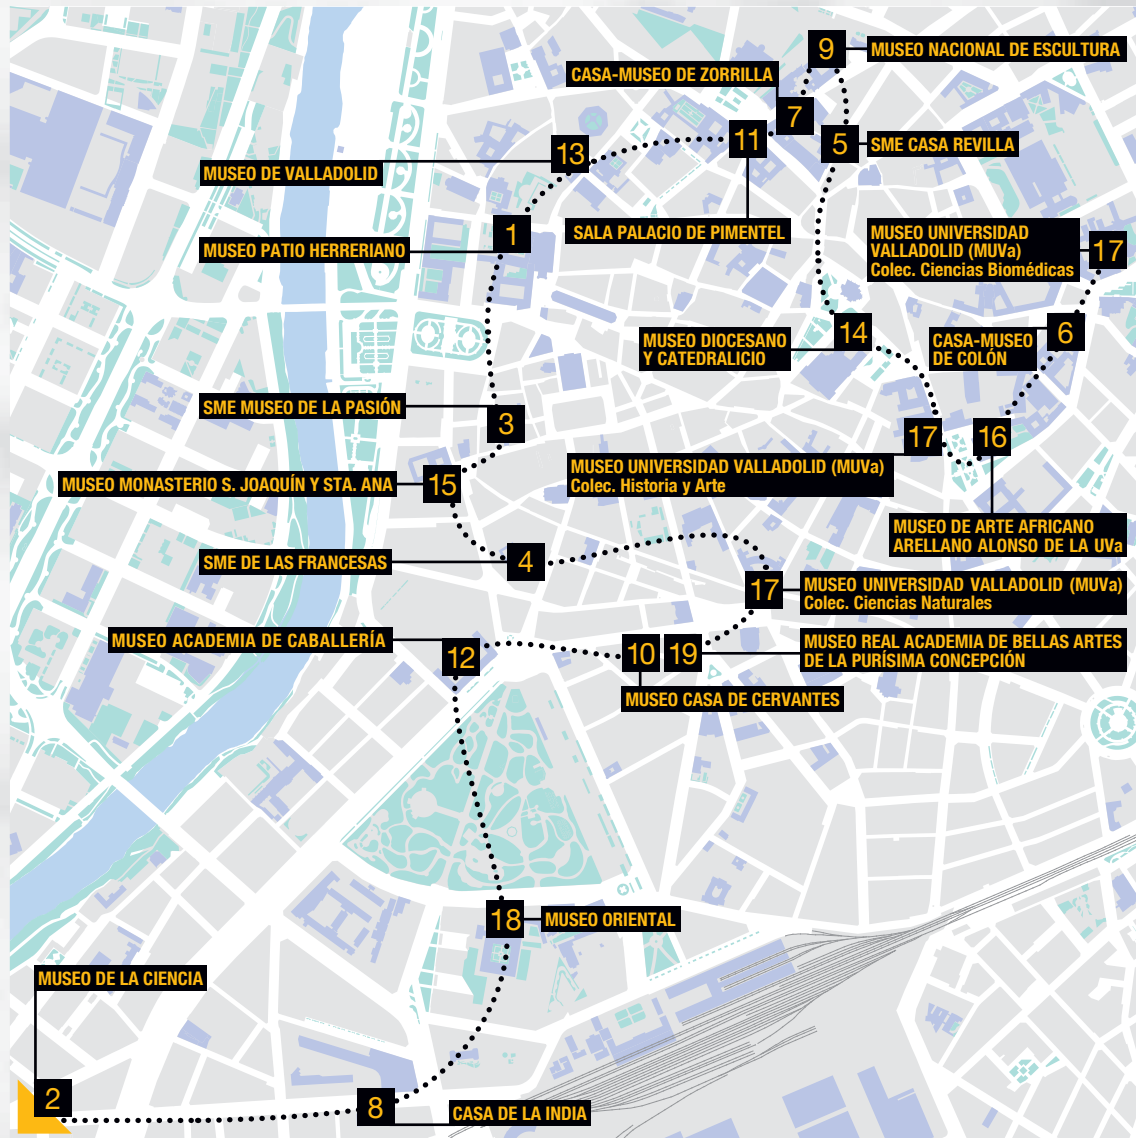 9
MUSEO NACIONAL DE ESCULTURA
CASA-MUSEO DE ZORRILLA
7
11
5
SME CASA REVILLA
13
MUSEO DE VALLADOLID
1
MUSEO PATIO HERRERIANO
SALA PALACIO DE PIMENTEL
MUSEO UNIVERSIDAD
VALLADOLID (MUVa)
Colec. Ciencias Biomédicas
17
MUSEO DIOCESANO
Y CATEDRALICIO
14
CASA-MUSEO
DE COLÓN
6
SME MUSEO DE LA PASIÓN
3
17
16
MUSEO UNIVERSIDAD VALLADOLID (MUVa)
Colec. Historia y Arte
MUSEO MONASTERIO S. JOAQUÍN Y STA. ANA
15
MUSEO DE ARTE AFRICANO
ARELLANO ALONSO DE LA UVa
SME DE LAS FRANCESAS
4
17
MUSEO UNIVERSIDAD VALLADOLID (MUVa)
Colec. Ciencias Naturales
MUSEO ACADEMIA DE CABALLERÍA
12
10
19
MUSEO REAL ACADEMIA DE BELLAS ARTES
DE LA PURÍSIMA CONCEPCIÓN
MUSEO CASA DE CERVANTES
18
MUSEO ORIENTAL
MUSEO DE LA CIENCIA
2
8
CASA DE LA INDIA